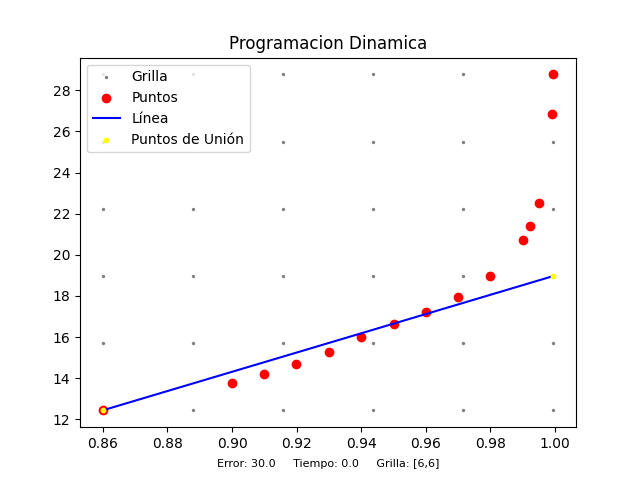 Programacion Dinamica
Grilla
Puntos
Línea
Puntos de Unión
28
26
24
22
20
18
16
14
12
0.86 0.88 0.90 0.92 0.94 0.96 0.98 1.00
Error: 30.0 Tiempo: 0.0 Grilla: [6,6]